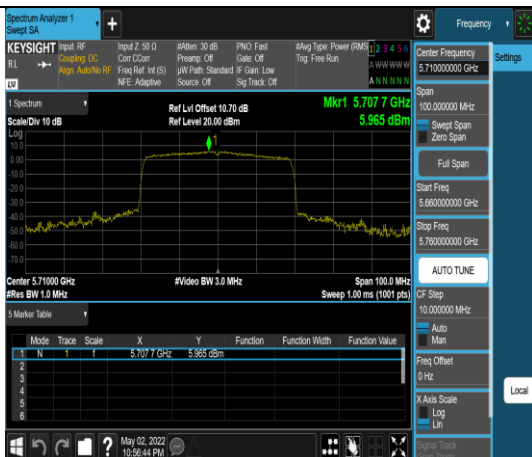 Spectrum Analyzer 1
Swept SA
Frequency
KEYSIGHT
Input: RF
Input Z: 50 Ω
#Atten: 30 dB
PNO: Fast
#Avg Type: Power (RMS
1 2 3 4 5 6
RL
Coupling: DC
Corr CCorr
Preamp: Off
Gate: Off
Trig: Free Run
A W W W W W
Align: Auto/No RF
Freq Ref: Int (S)
µW Path: Standard
IF Gain: Low
NFE: Adaptive
Source: Off
Sig Track: Off
A N N N N N
1 Spectrum
Ref Lvl Offset 10.70 dB
Mkr1 5.707 7 GHz
Scale/Div 10 dB
Ref Level 20.00 dBm
5.965 dBm
Log
1
10.0
0.00
-10.0
-20.0
-30.0
-40.0
-50.0
-60.0
-70.0
Center 5.71000 GHz
#Video BW 3.0 MHz
Span 100.0 MHz
#Res BW 1.0 MHz
Sweep 1.00 ms (1001 pts)
5 Marker Table
Mode Trace Scale X Y Function Function Width Function Value
1 N 1 f 5.707 7 GHz 5.965 dBm
2
3
4
5
6
May 02, 2022
10:56:44 PM
Center Frequency
5.710000000 GHz
Settings
Span
100.000000 MHz
Swept Span
Zero Span
Full Span
Start Freq
5.660000000 GHz
Stop Freq
5.760000000 GHz
AUTO TUNE
CF Step
10.000000 MHz
Auto
Man
Freq Offset
0 Hz
Local
X Axis Scale
Log
Lin
Signal Track